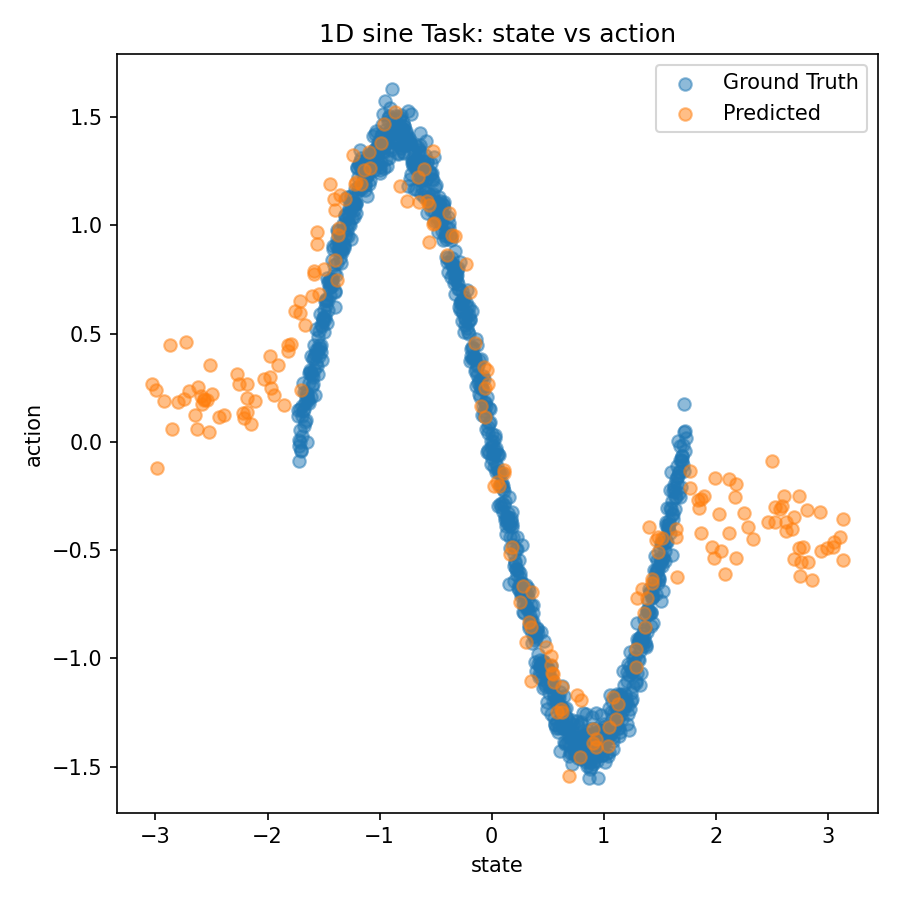 1D sine Task: state vs action
Ground Truth
Predicted
1.5
1.0
0.5
0.0
−0.5
−1.0
−1.5
action
−3 −2 −1 0 1 2 3
state